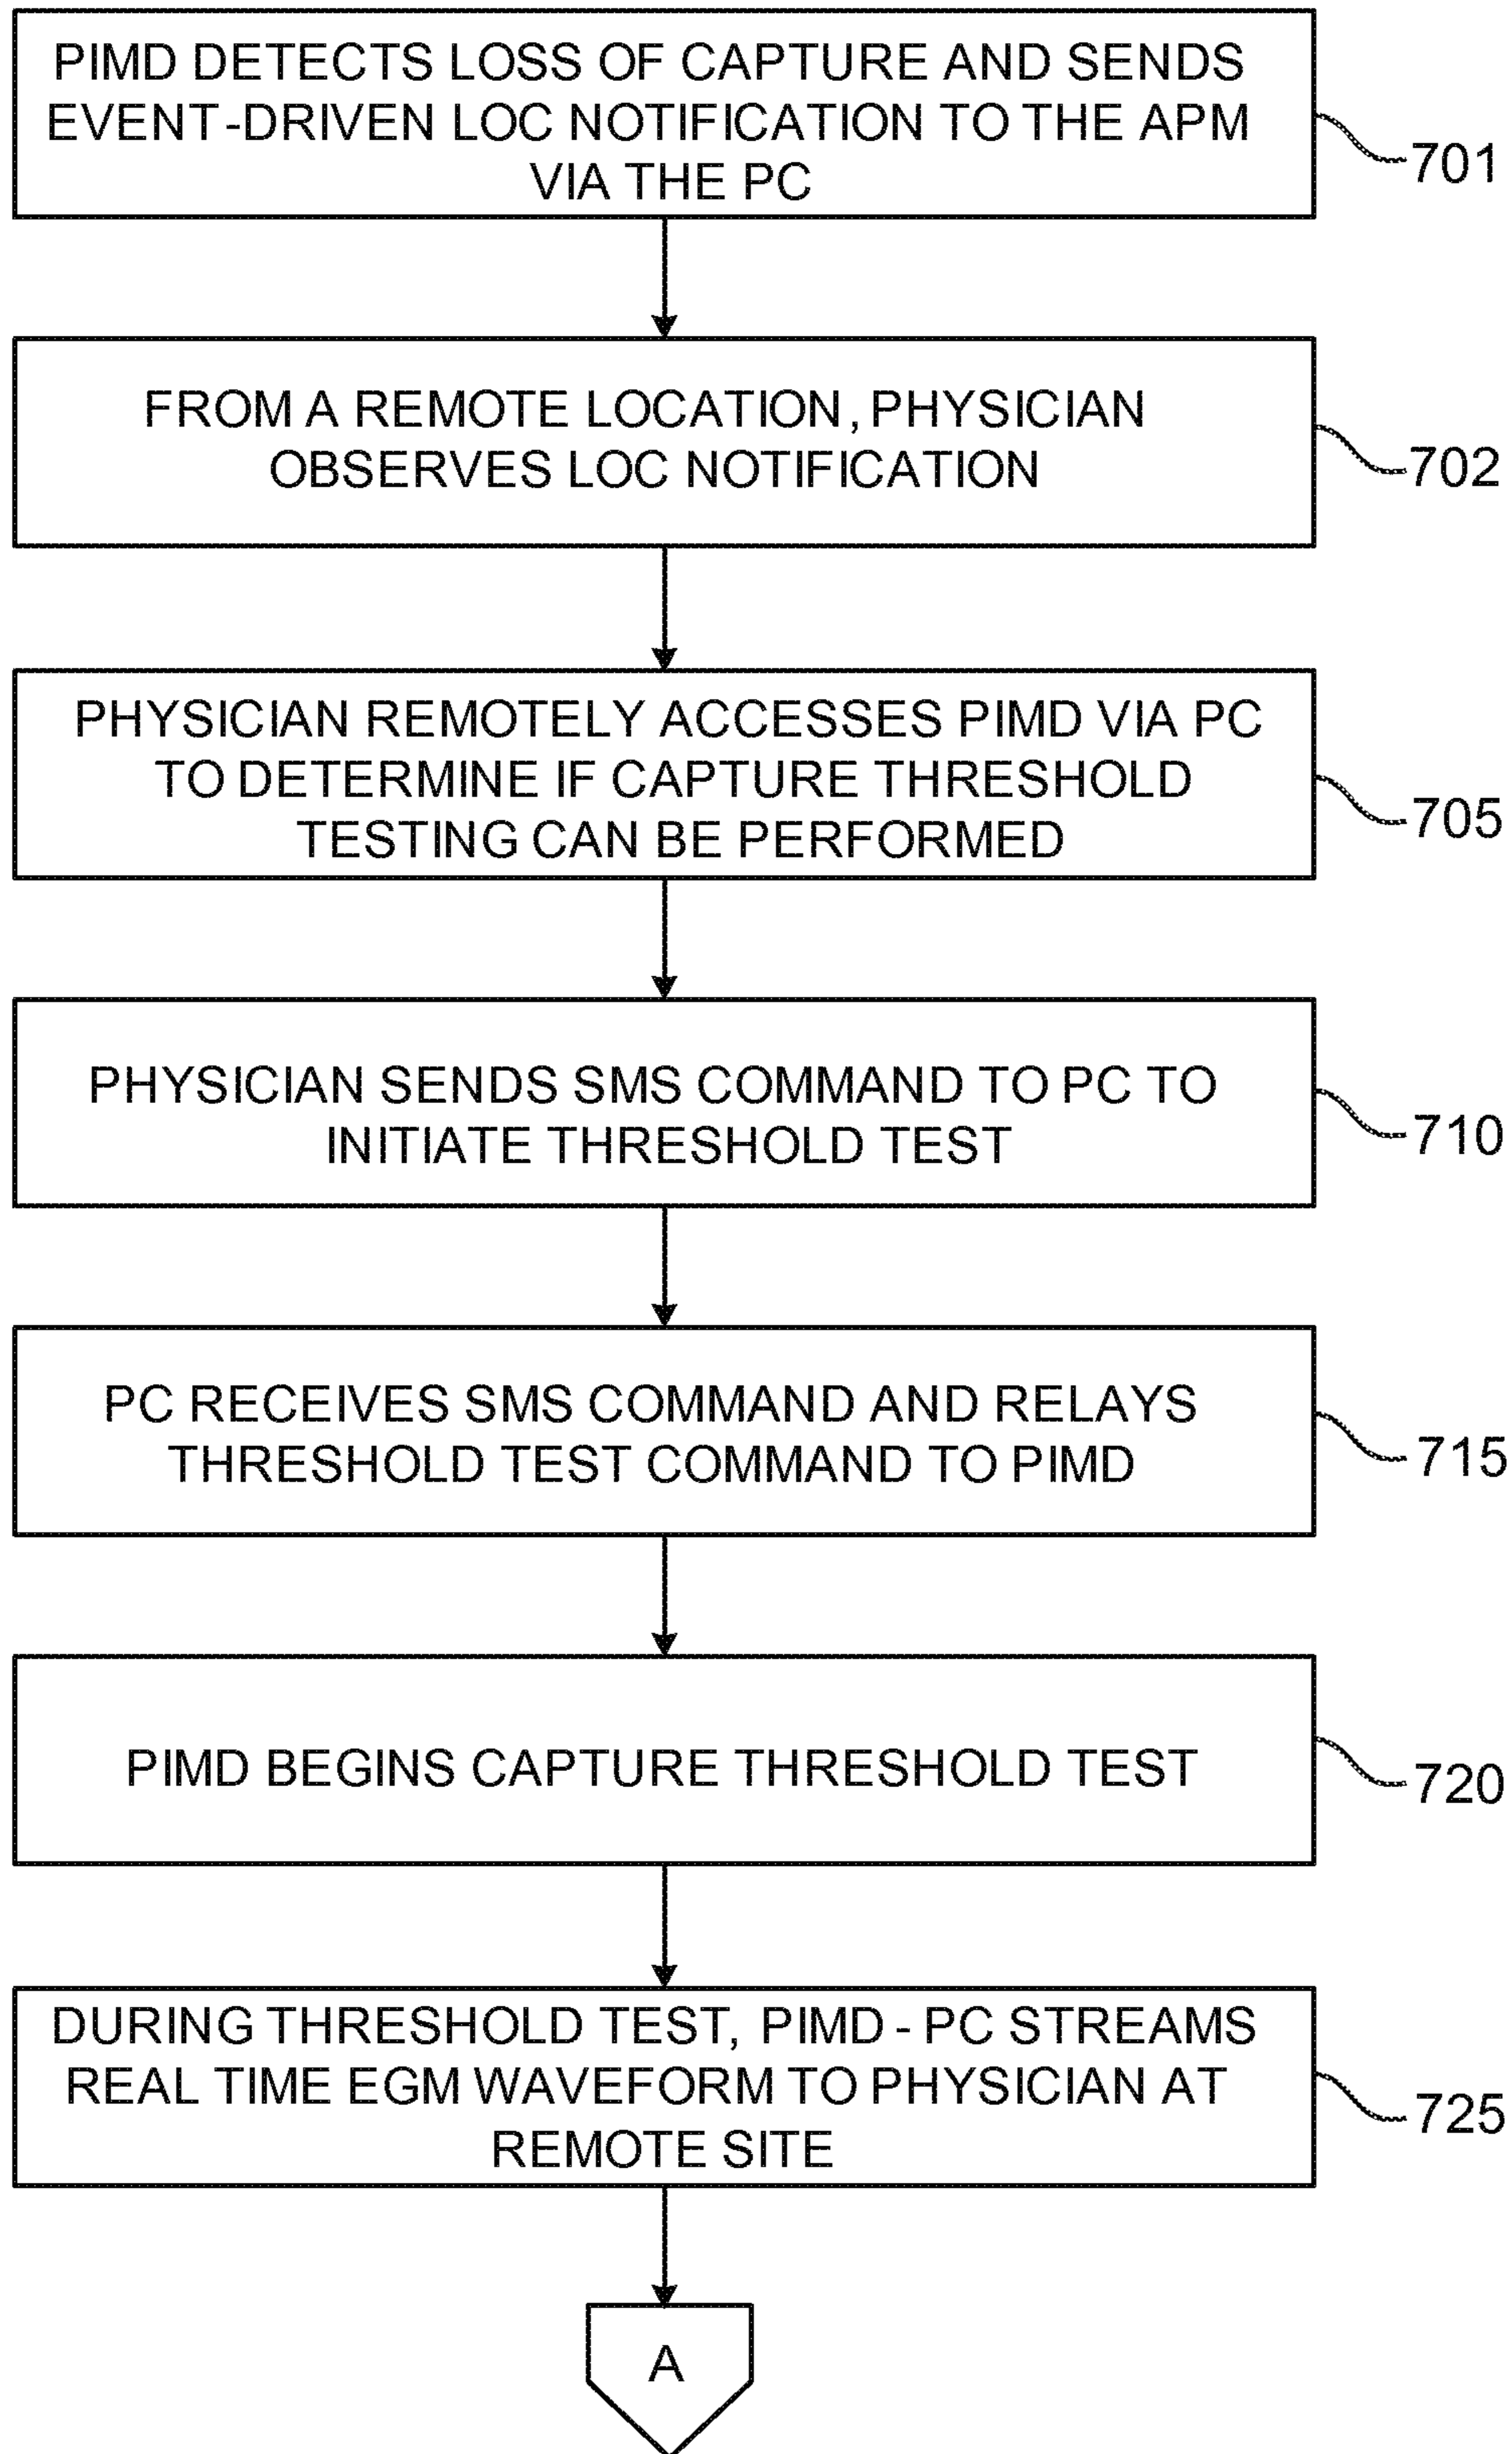 PIMD DETECTS LOSS OF CAPTURE AND SENDS
EVENT-DRIVEN LOC NOTIFICATION TO THE APM
VIA THE PC
701
FROM A REMOTE LOCATION, PHYSICIAN
OBSERVES LOC NOTIFICATION
702
PHYSICIAN REMOTELY ACCESSES PIMD VIA PC
TO DETERMINE IF CAPTURE THRESHOLD
TESTING CAN BE PERFORMED
705
PHYSICIAN SENDS SMS COMMAND TO PC TO
INITIATE THRESHOLD TEST
710
PC RECEIVES SMS COMMAND AND RELAYS
THRESHOLD TEST COMMAND TO PIMD
715
PIMD BEGINS CAPTURE THRESHOLD TEST
720
DURING THRESHOLD TEST, PIMD - PC STREAMS
REAL TIME EGM WAVEFORM TO PHYSICIAN AT
REMOTE SITE
725
A